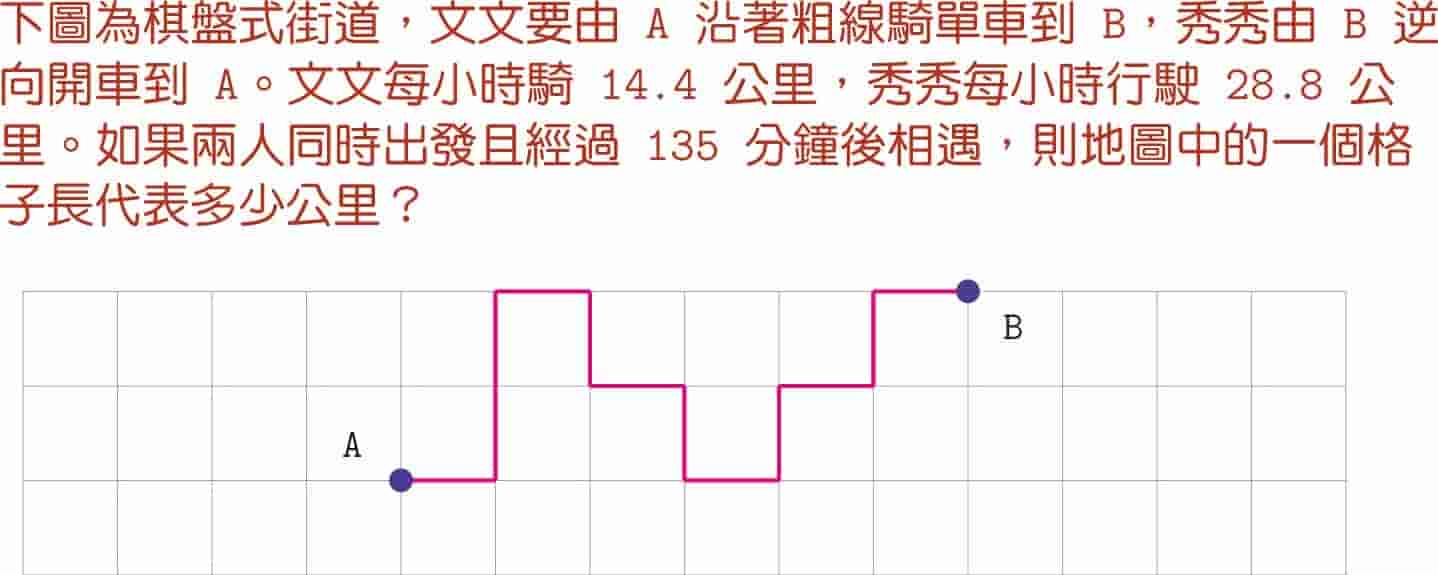 下圖為棋盤式街道，文文要由 A 沿著粗線騎單車到 B，秀秀由 B 逆
向開車到 A。文文每小時騎 14.4 公里，秀秀每小時行駛 28.8 公
里。如果兩人同時出發且經過 135 分鐘後相遇，則地圖中的一個格
子長代表多少公里？
B
A